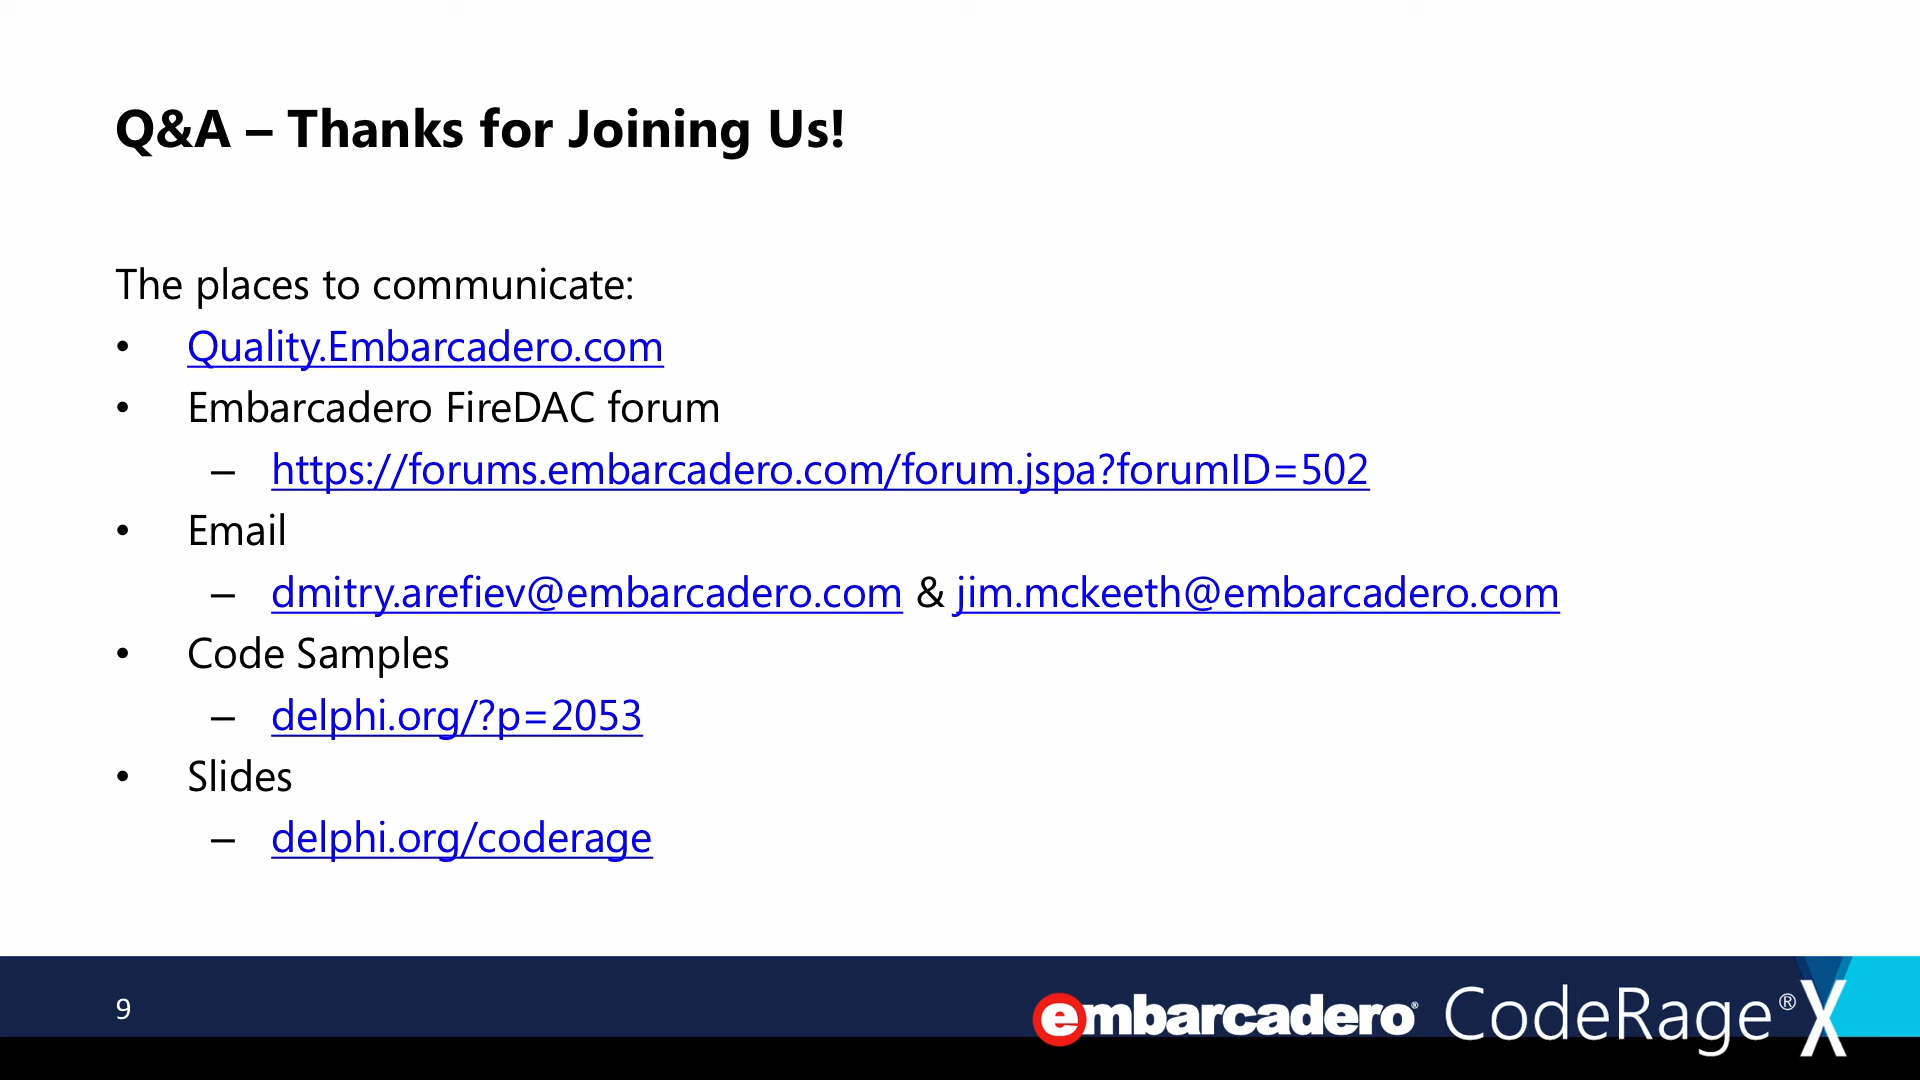 Q&A – Thanks for Joining Us!
The places to communicate:
• Quality.Embarcadero.com
• Embarcadero FireDAC forum
– https://forums.embarcadero.com/forum.jspa?forumID=502
• Email
– dmitry.arefiev@embarcadero.com & jim.mckeeth@embarcadero.com
• Code Samples
– delphi.org/?p=2053
• Slides
– delphi.org/coderage
9
embarcadero® CodeRage® X